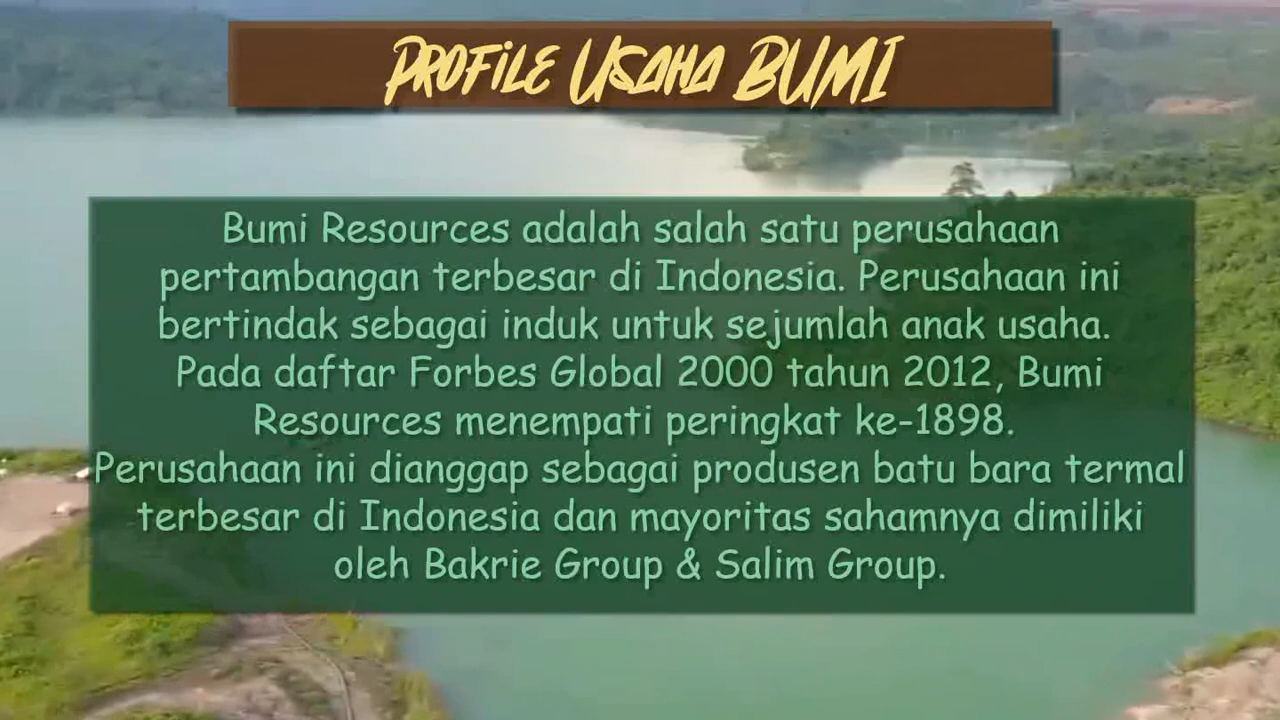 PROFILE USAHA BUMI
Bumi Resources adalah salah satu perusahaan
pertambangan terbesar di Indonesia. Perusahaan ini
bertindak sebagai induk untuk sejumlah anak usaha.
Pada daftar Forbes Global 2000 tahun 2012, Bumi
Resources menempati peringkat ke-1898.
Perusahaan ini dianggap sebagai produsen batu bara termal
terbesar di Indonesia dan mayoritas sahamnya dimiliki
oleh Bakrie Group & Salim Group.